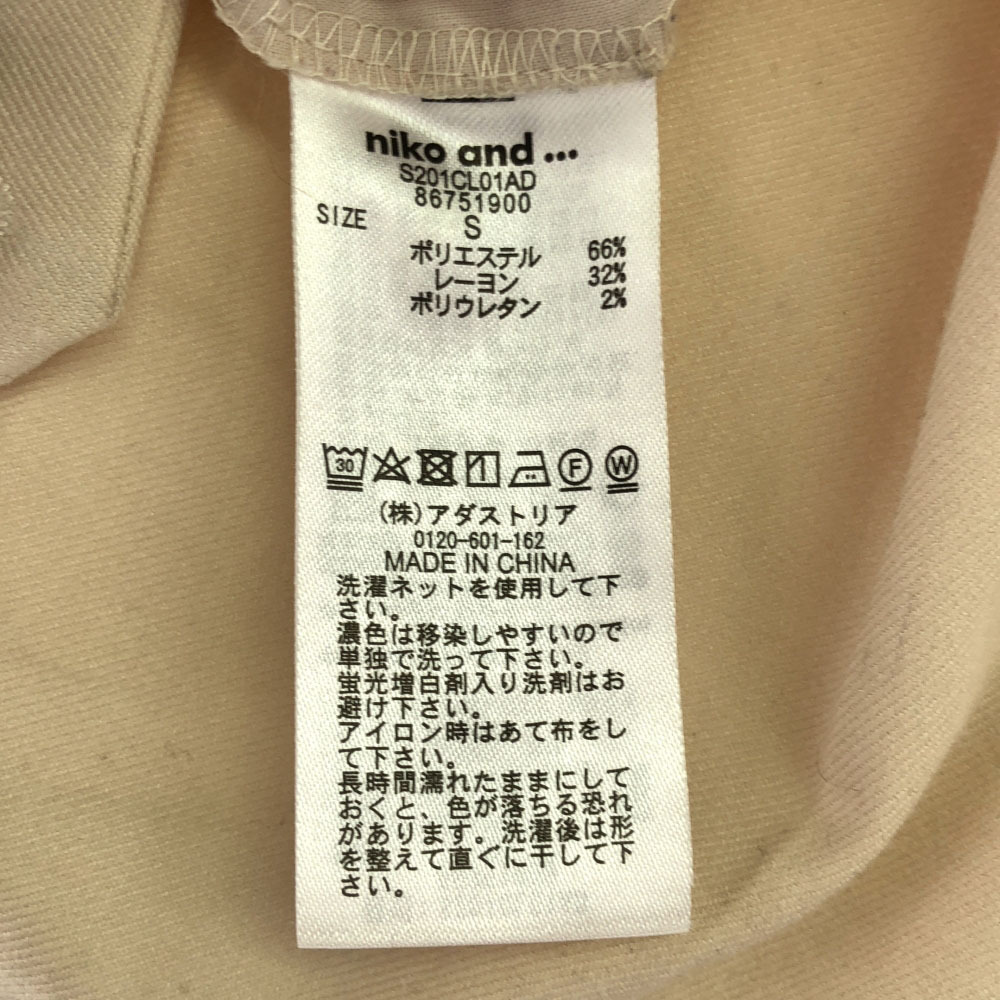 niko and ...
S201CL01AD
86751900
SIZE S
ポリエステル 66%
レーヨン 32%
ポリウレタン 2%
30 F W
(株)アダストリア
0120-601-162
MADE IN CHINA
洗濯ネットを使用して下
さい。
濃色は移染しやすいので
単独で洗って下さい。
蛍光増白剤入り洗剤はお
避け下さい。
アイロン時はあて布をし
て下さい。
長時間濡れたままにして
おくと、色が落ちる恐れ
があります。洗濯後は形
を整えて直ぐに干して下
さい。